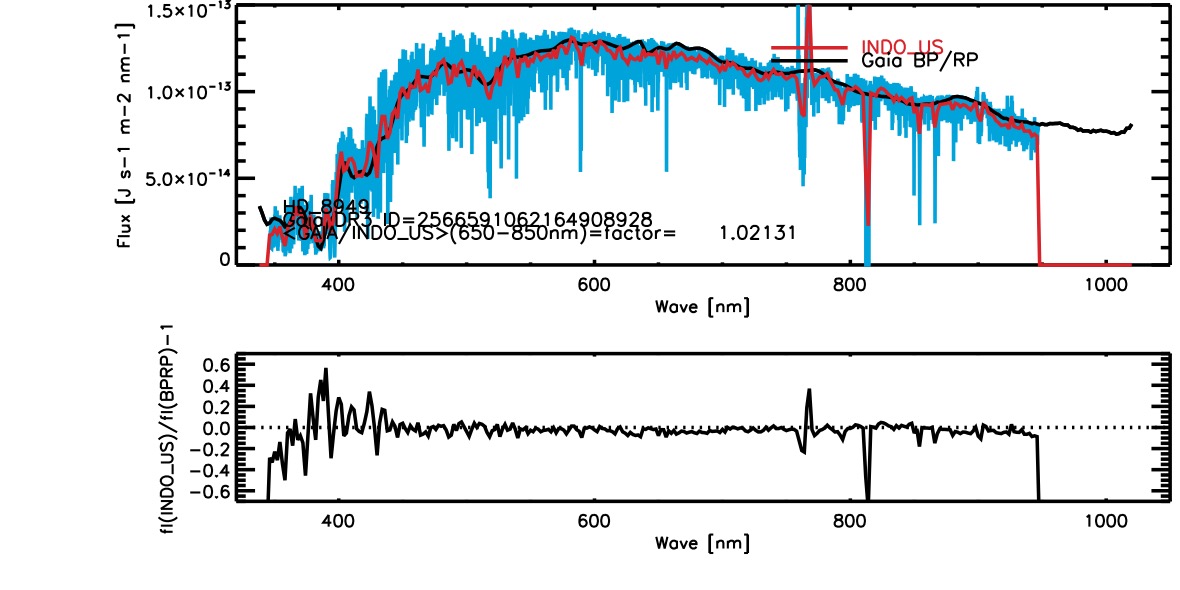 1.5×10−13
1.0×10−13
5.0×10−14
0
Flux [J s−1 m−2 nm−1]
INDO_US
Gaia BP/RP
HD_8949
Gaia DR3 ID=2566591062164908928
<GAIA/INDO_US>(650−850nm)=factor= 1.02131
400 600 800 1000
Wave [nm]
0.6
0.4
0.2
0.0
−0.2
−0.4
−0.6
fl(INDO_US)/fl(BPRP)−1
400 600 800 1000
Wave [nm]